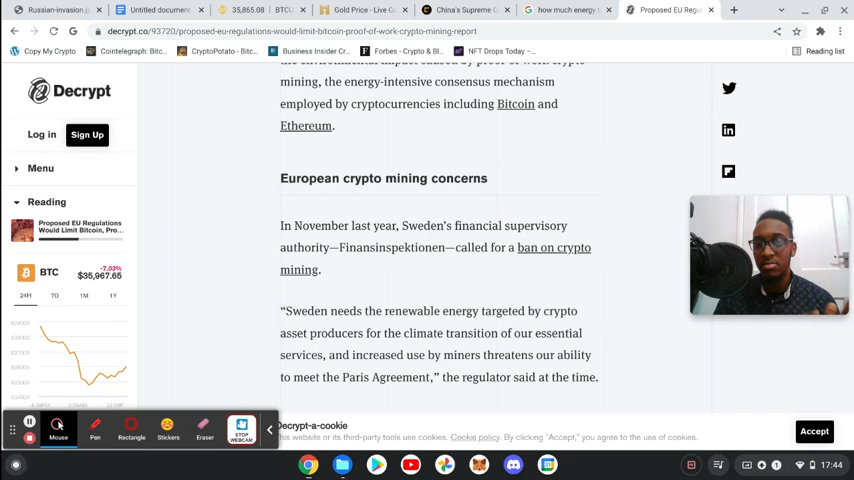 Russian-invasion.j
Untitled document
35,865.08
BTCU
Gold Price - Live G
China's Supreme C
how much energy b
Proposed EU Regul
decrypt.co/93720/proposed-eu-regulations-would-limit-bitcoin-proof-of-work-crypto-mining-report
Copy My Crypto
Cointelegraph: Bitc...
CryptoPotato - Bitc...
Business Insider Cr...
Forbes - Crypto & Bl...
NFT Drops Today –...
Reading list
Decrypt
Log in
Sign Up
Menu
Reading
Proposed EU Regulations
Would Limit Bitcoin, Pro...
BTC
-7.03%
$35,967.65
24H
7D
1M
1Y
mining, the energy-intensive consensus mechanism
employed by cryptocurrencies including Bitcoin and
Ethereum.
European crypto mining concerns
In November last year, Sweden's financial supervisory
authority—Finansinspektionen—called for a ban on crypto
mining.
“Sweden needs the renewable energy targeted by crypto
asset producers for the climate transition of our essential
services, and increased use by miners threatens our ability
to meet the Paris Agreement,” the regulator said at the time.
Decrypt-a-cookie
this website or its third-party tools use cookies. Cookie policy. By clicking "Accept," you agree to the use of cookies.
Accept
Mouse
Pen
Rectangle
Stickers
Eraser
STOP
WEBCAM
17:44